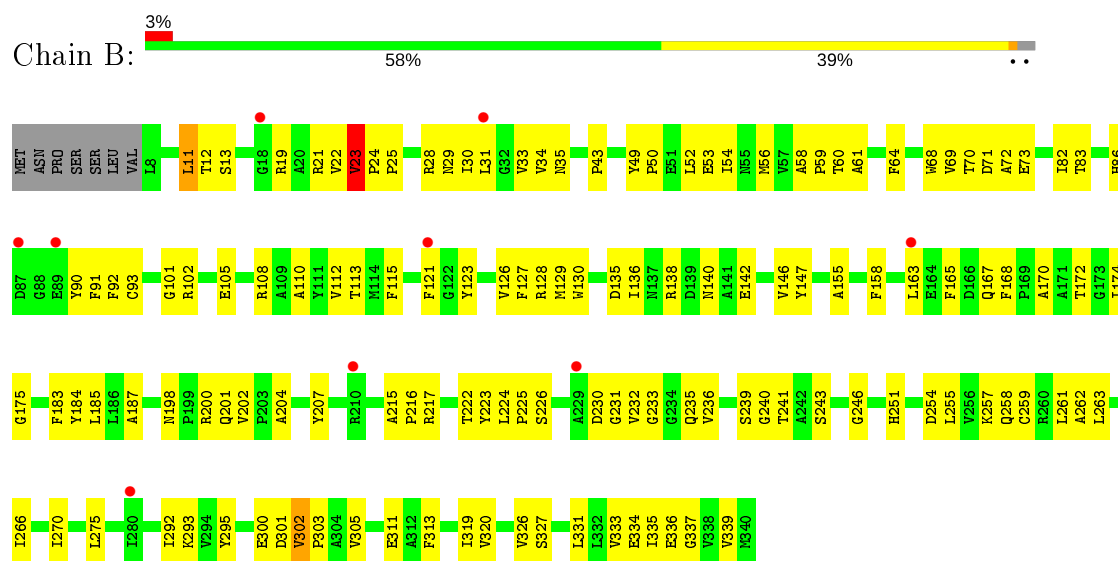 3%
Chain B:
58% 39% • •
MET ASN PRO SER SER LEU VAL L8 L11 T12 S13 G18 R19 A20 R21 V22 V23 P24 P25 R28 N29 I30 L31 G32 V33 V34 N35 P43 Y49 P50 E51 L52 E53 I54 N55 M56 V57 A58 P59 T60 A61 F64 W68 V69 T70 D71 A72 E73 I82 T83 H86
D87 G88 E89 Y90 F91 F92 C93 G101 R102 E105 R108 A109 A110 Y111 V112 T113 M114 F115 F121 G122 Y123 V126 F127 R128 M129 W130 D135 I136 N137 R138 D139 N140 A141 E142 V146 Y147 A155 F158 L163 E164 F165 D166 Q167 F168 P169 A170 A171 T172 G173 I174
G175 F183 Y184 L185 L186 A187 N198 P199 R200 Q201 V202 P203 A204 Y207 R210 A215 P216 R217 T222 Y223 L224 P225 S226 A229 D230 G231 V232 G233 G234 Q235 V236 S239 G240 T241 A242 S243 G246 H251 D254 L255 V256 K257 Q258 C259 R260 L261 A262 L263
I266 I270 L275 I280 I292 K293 V294 Y295 E300 D301 V302 P303 A304 V305 E311 A312 F313 I319 V320 V326 S327 L331 L332 V333 E334 I335 E336 G337 V338 V339 M340